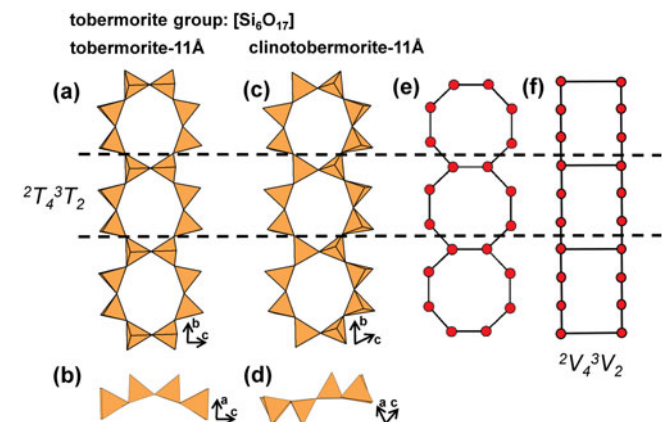 tobermorite group: [Si₆O₁₇]
tobermorite-11Å clinotobermorite-11Å
(a) (c) (e) (f)
²T₄³T₂
b
c
b
c
²V₄³V₂
(b) (d)
a
c
a c